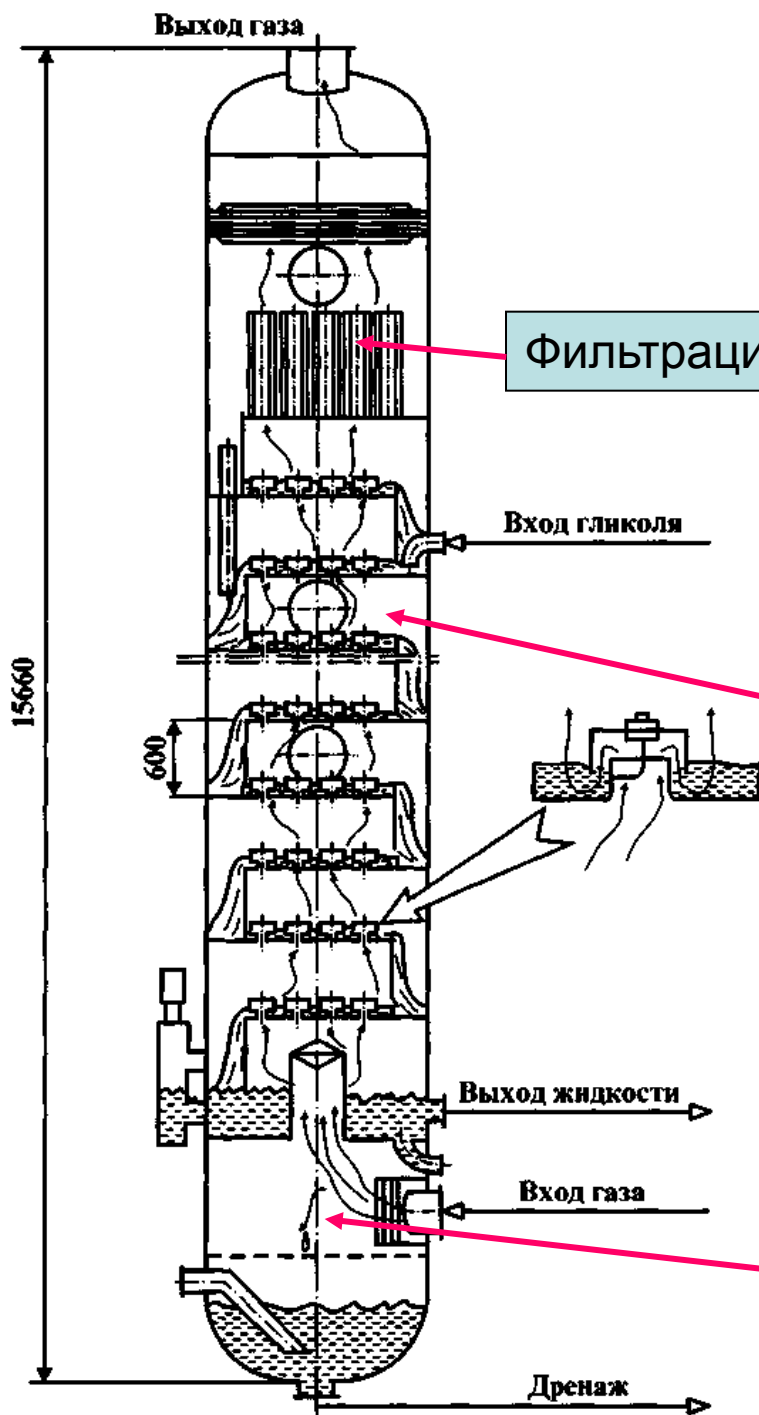 Выход газа
Фильтраци
Вход гликоля
15660
600
Выход жидкости
Вход газа
Дренаж